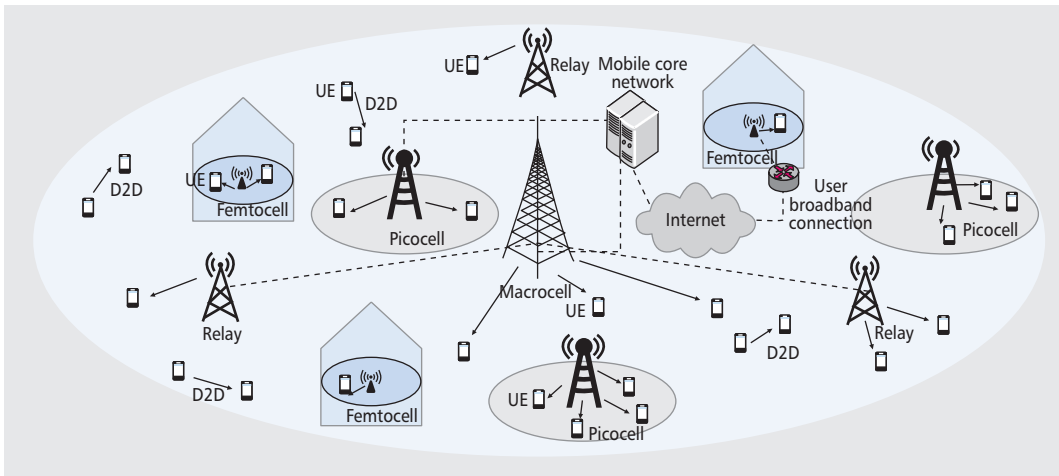 UE
Relay
Mobile core
network
UE
D2D
Femtocell
D2D
UE
Femtocell
User
broadband
connection
Picocell
Internet
Picocell
Macrocell
UE
Relay
Relay
D2D
D2D
Femtocell
UE
Picocell